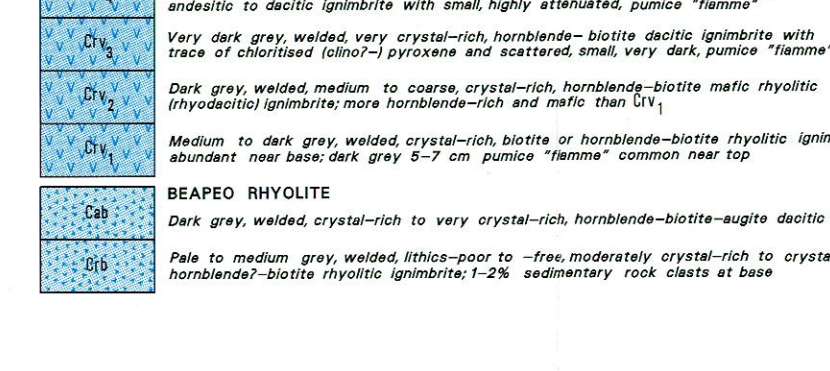 andesitic to dacitic ignimbrite with small, highly attenuated, pumice "fiamme"
Crv3
Very dark grey, welded, very crystal-rich, hornblende- biotite dacitic ignimbrite with
trace of chloritised (clino?-) pyroxene and scattered, small, very dark, pumice "fiamme"
Crv2
Dark grey, welded, medium to coarse, crystal-rich, hornblende-biotite mafic rhyolitic
(rhyodacitic) ignimbrite; more hornblende-rich and mafic than Crv1
Crv1
Medium to dark grey, welded, crystal-rich, biotite or hornblende-biotite rhyolitic ignim
abundant near base; dark grey 5-7 cm pumice "fiamme" common near top
BEAPEO RHYOLITE
Cab
Dark grey, welded, crystal-rich to very crystal-rich, hornblende-biotite-augite dacitic
Crb
Pale to medium grey, welded, lithics-poor to -free, moderately crystal-rich to crysta
hornblende?-biotite rhyolitic ignimbrite; 1-2% sedimentary rock clasts at base